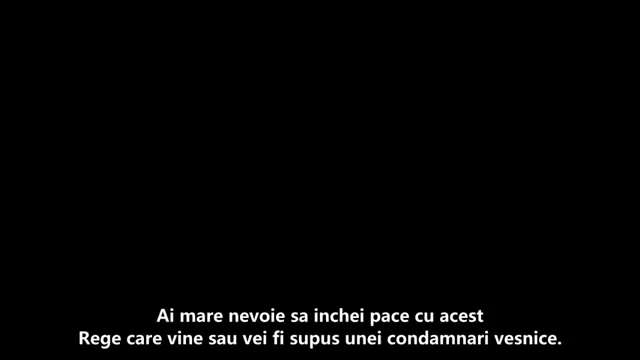 Ai mare nevoie sa inchei pace cu acest
Rege care vine sau vei fi supus unei condamnari vesnice.